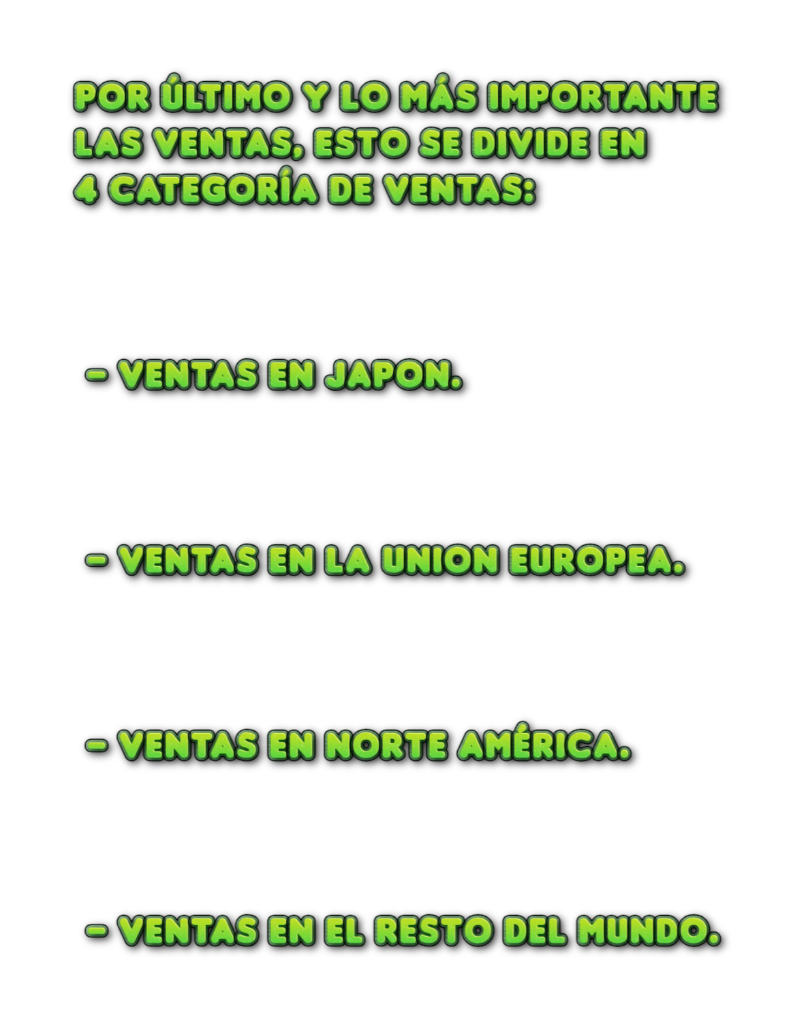 POR ÚLTIMO Y LO MÁS IMPORTANTE
LAS VENTAS, ESTO SE DIVIDE EN
4 CATEGORÍA DE VENTAS:
- VENTAS EN JAPON.
- VENTAS EN LA UNION EUROPEA.
- VENTAS EN NORTE AMÉRICA.
- VENTAS EN EL RESTO DEL MUNDO.